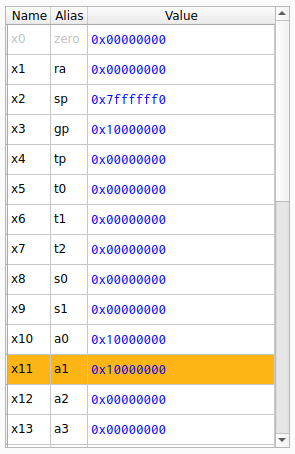 Name Alias Value
x0 zero 0x00000000
x1 ra 0x00000000
x2 sp 0x7ffffff0
x3 gp 0x10000000
x4 tp 0x00000000
x5 t0 0x00000000
x6 t1 0x00000000
x7 t2 0x00000000
x8 s0 0x00000000
x9 s1 0x00000000
x10 a0 0x10000000
x11 a1 0x10000000
x12 a2 0x00000000
x13 a3 0x00000000